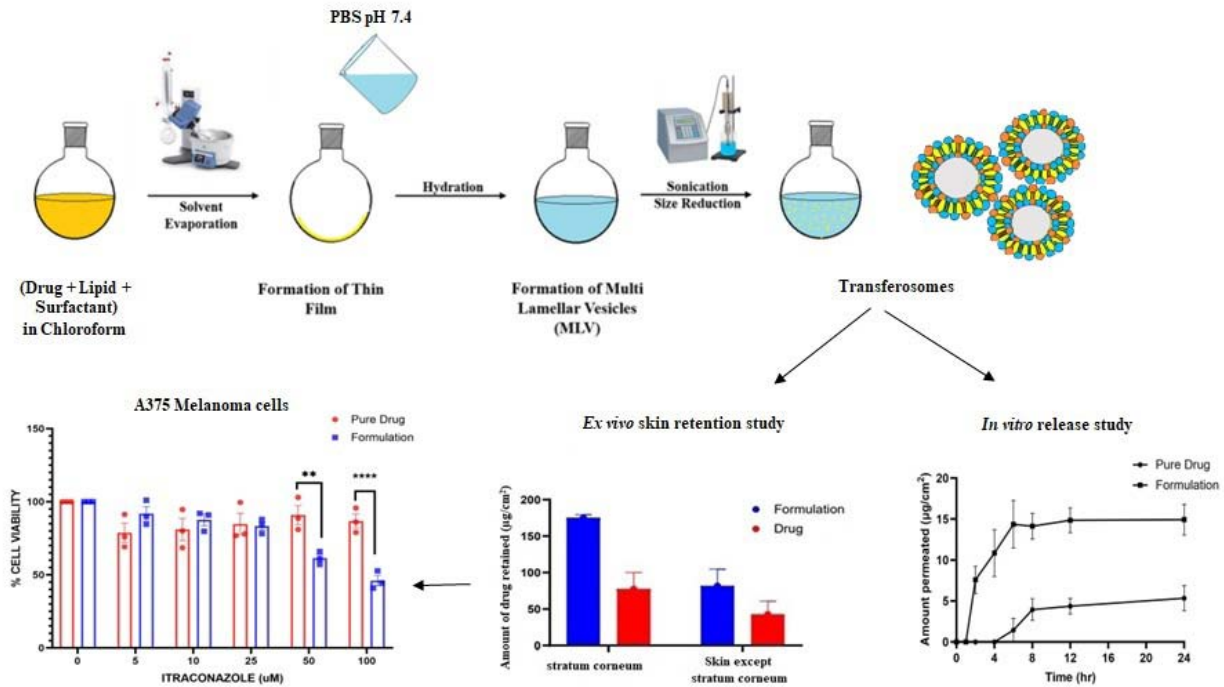 PBS pH 7.4
Solvent
Evaporation
Hydration
Sonication
Size Reduction
(Drug + Lipid +
Surfactant)
in Chloroform
Formation of Thin
Film
Formation of Multi
Lamellar Vesicles
(MLV)
Transferosomes
A375 Melanoma cells
Pure Drug
Formulation
% CELL VIABILITY
150
100
50
0
**
****
0 5 10 25 50 100
ITRACONAZOLE (uM)
Ex vivo skin retention study
Formulation
Drug
Amount of drug retained (µg/cm²)
200
150
100
50
0
stratum corneum
Skin except
stratum corneum
In vitro release study
Pure Drug
Formulation
Amount permeated (µg/cm²)
20
15
10
5
0
0 4 8 12 16 20 24
Time (hr)